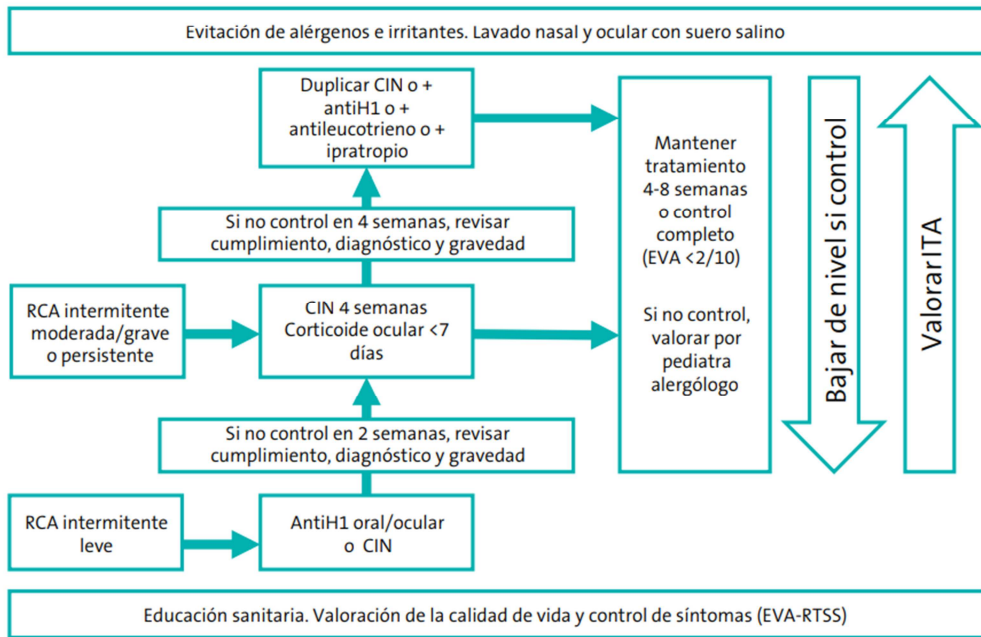 Evitación de alérgenos e irritantes. Lavado nasal y ocular con suero salino
Duplicar CIN o +
antiH1 o +
antileucotrieno o +
ipratropio
Mantener
tratamiento
4-8 semanas
o control
completo
(EVA <2/10)
Si no control,
valorar por
pediatra
alergólogo
Bajar de nivel si control
Valorar ITA
Si no control en 4 semanas, revisar
cumplimiento, diagnóstico y gravedad
RCA intermitente
moderada/grave
o persistente
CIN 4 semanas
Corticoide ocular <7
días
Si no control en 2 semanas, revisar
cumplimiento, diagnóstico y gravedad
RCA intermitente
leve
AntiH1 oral/ocular
o CIN
Educación sanitaria. Valoración de la calidad de vida y control de síntomas (EVA-RTSS)